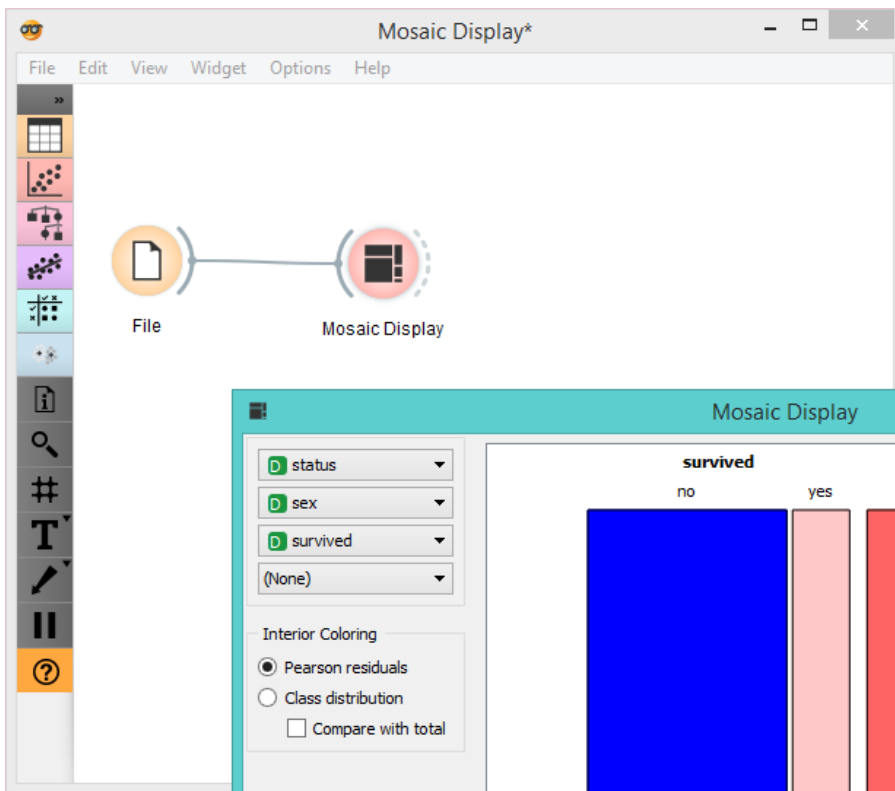 Mosaic Display*
File Edit View Widget Options Help
File
Mosaic Display
Mosaic Display
D status
D sex
D survived
(None)
survived
no yes
Interior Coloring
Pearson residuals
Class distribution
Compare with total